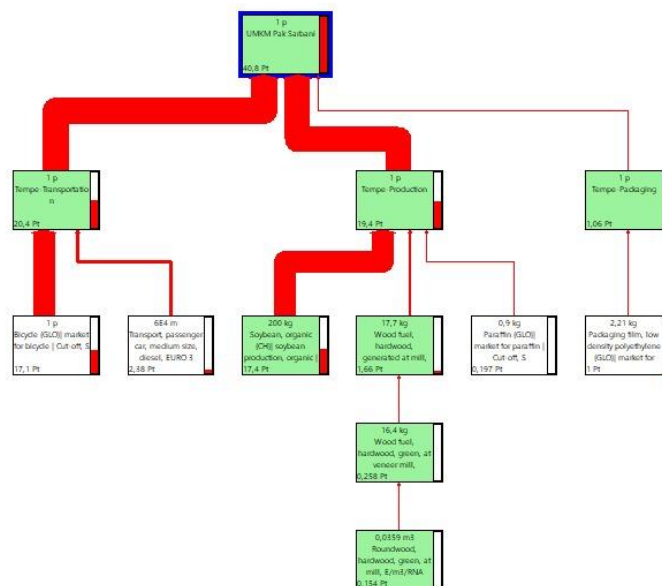 1 p
UMKM Pak Sarbani
40,8 Pt
1 p
Tempe-Transportatio
n
20,4 Pt
1 p
Tempe-Production
19,4 Pt
1 p
Tempe-Packaging
1,06 Pt
1 p
Bicycle {GLO}| market
for bicycle | Cut-off, S
17,1 Pt
6E4 m
Transport, passenger
car, medium size,
diesel, EURO 3
2,38 Pt
200 kg
Soybean, organic
{CH}| soybean
production, organic |
17,4 Pt
17,7 kg
Wood fuel,
hardwood,
generated at mill,
1,66 Pt
0,9 kg
Paraffin {GLO}|
market for paraffin |
Cut-off, S
0,197 Pt
2,21 kg
Packaging film, low
density polyethylene
{GLO}| market for
1 Pt
16,4 kg
Wood fuel,
hardwood, green, at
veneer mill,
0,258 Pt
0,0359 m3
Roundwood,
hardwood, green, at
mill, E/m3/RNA
0,154 Pt